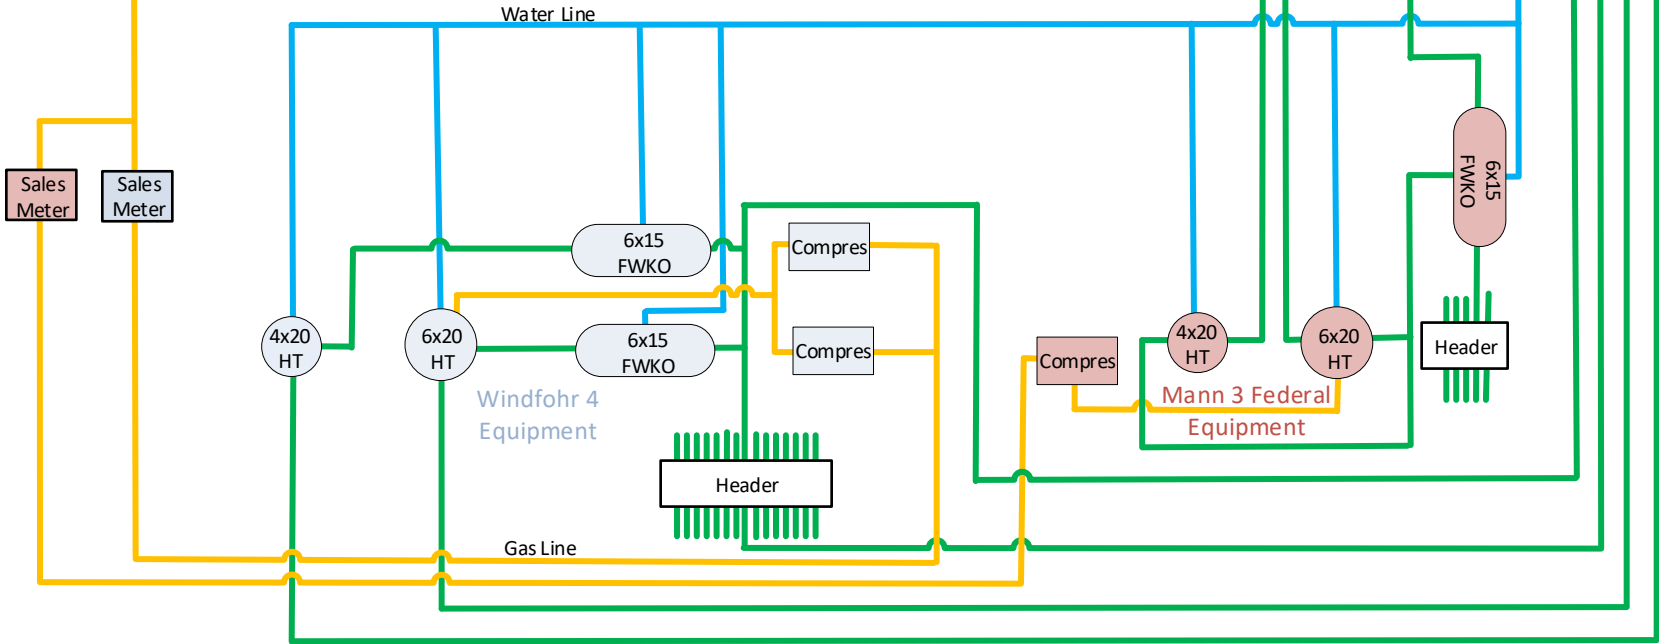 Water Line
Sales
Meter
Sales
Meter
6x15
FWKO
6x15
FWKO
Compres
4x20
HT
6x20
HT
6x15
FWKO
Compres
Compres
4x20
HT
6x20
HT
Header
Windfohr 4
Equipment
Mann 3 Federal
Equipment
Header
Gas Line